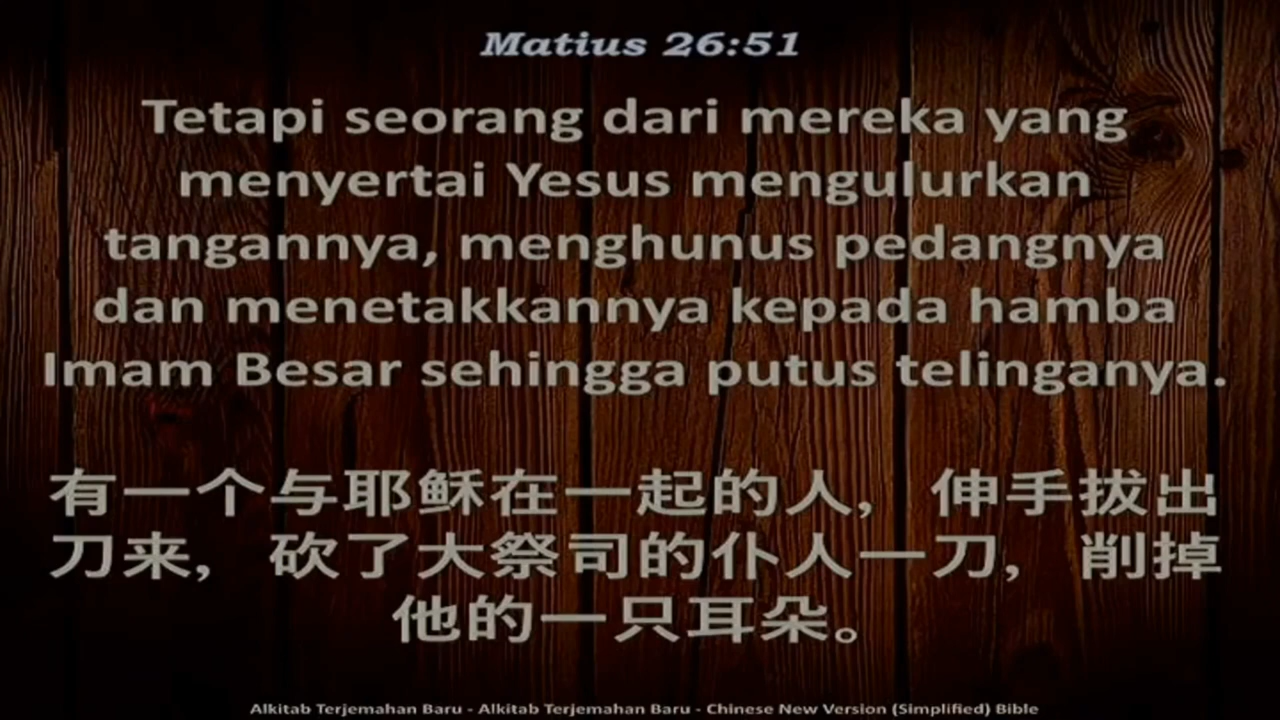 Matius 26:51
Tetapi seorang dari mereka yang
menyertai Yesus mengulurkan
tangannya, menghunus pedangnya
dan menetakkannya kepada hamba
Imam Besar sehingga putus telinganya.
有一个与耶稣在一起的人，伸手拔出
刀来，砍了大祭司的仆人一刀，削掉
他的一只耳朵。
Alkitab Terjemahan Baru - Alkitab Terjemahan Baru - Chinese New Version (Simplified) Bible